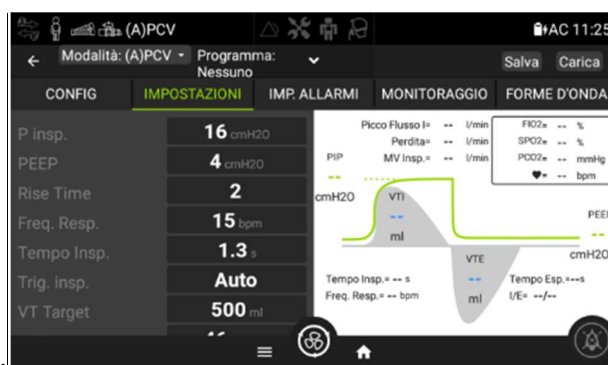 (A)PCV
AC 11:25
Modalità: (A)PCV
Programma:
Nessuno
Salva
Carica
CONFIG
IMPOSTAZIONI
IMP. ALLARMI
MONITORAGGIO
FORME D'ONDA
P insp.
16 cmH2O
PEEP
4 cmH2O
Rise Time
2
Freq. Resp.
15 bpm
Tempo Insp.
1.3 s
Trig. insp.
Auto
VT Target
500 ml
Picco Flusso I= -- l/min
Perdita= -- l/min
MV Insp.= -- l/min
FIO2= -- %
SPO2= -- %
PCO2= -- mmHg
♥= -- bpm
PIP
--
cmH2O
VTI
--
ml
PEEP
--
cmH2O
VTE
--
ml
Tempo Insp.= -- s
Freq. Resp.= -- bpm
Tempo Esp.=--s
I/E= --/--